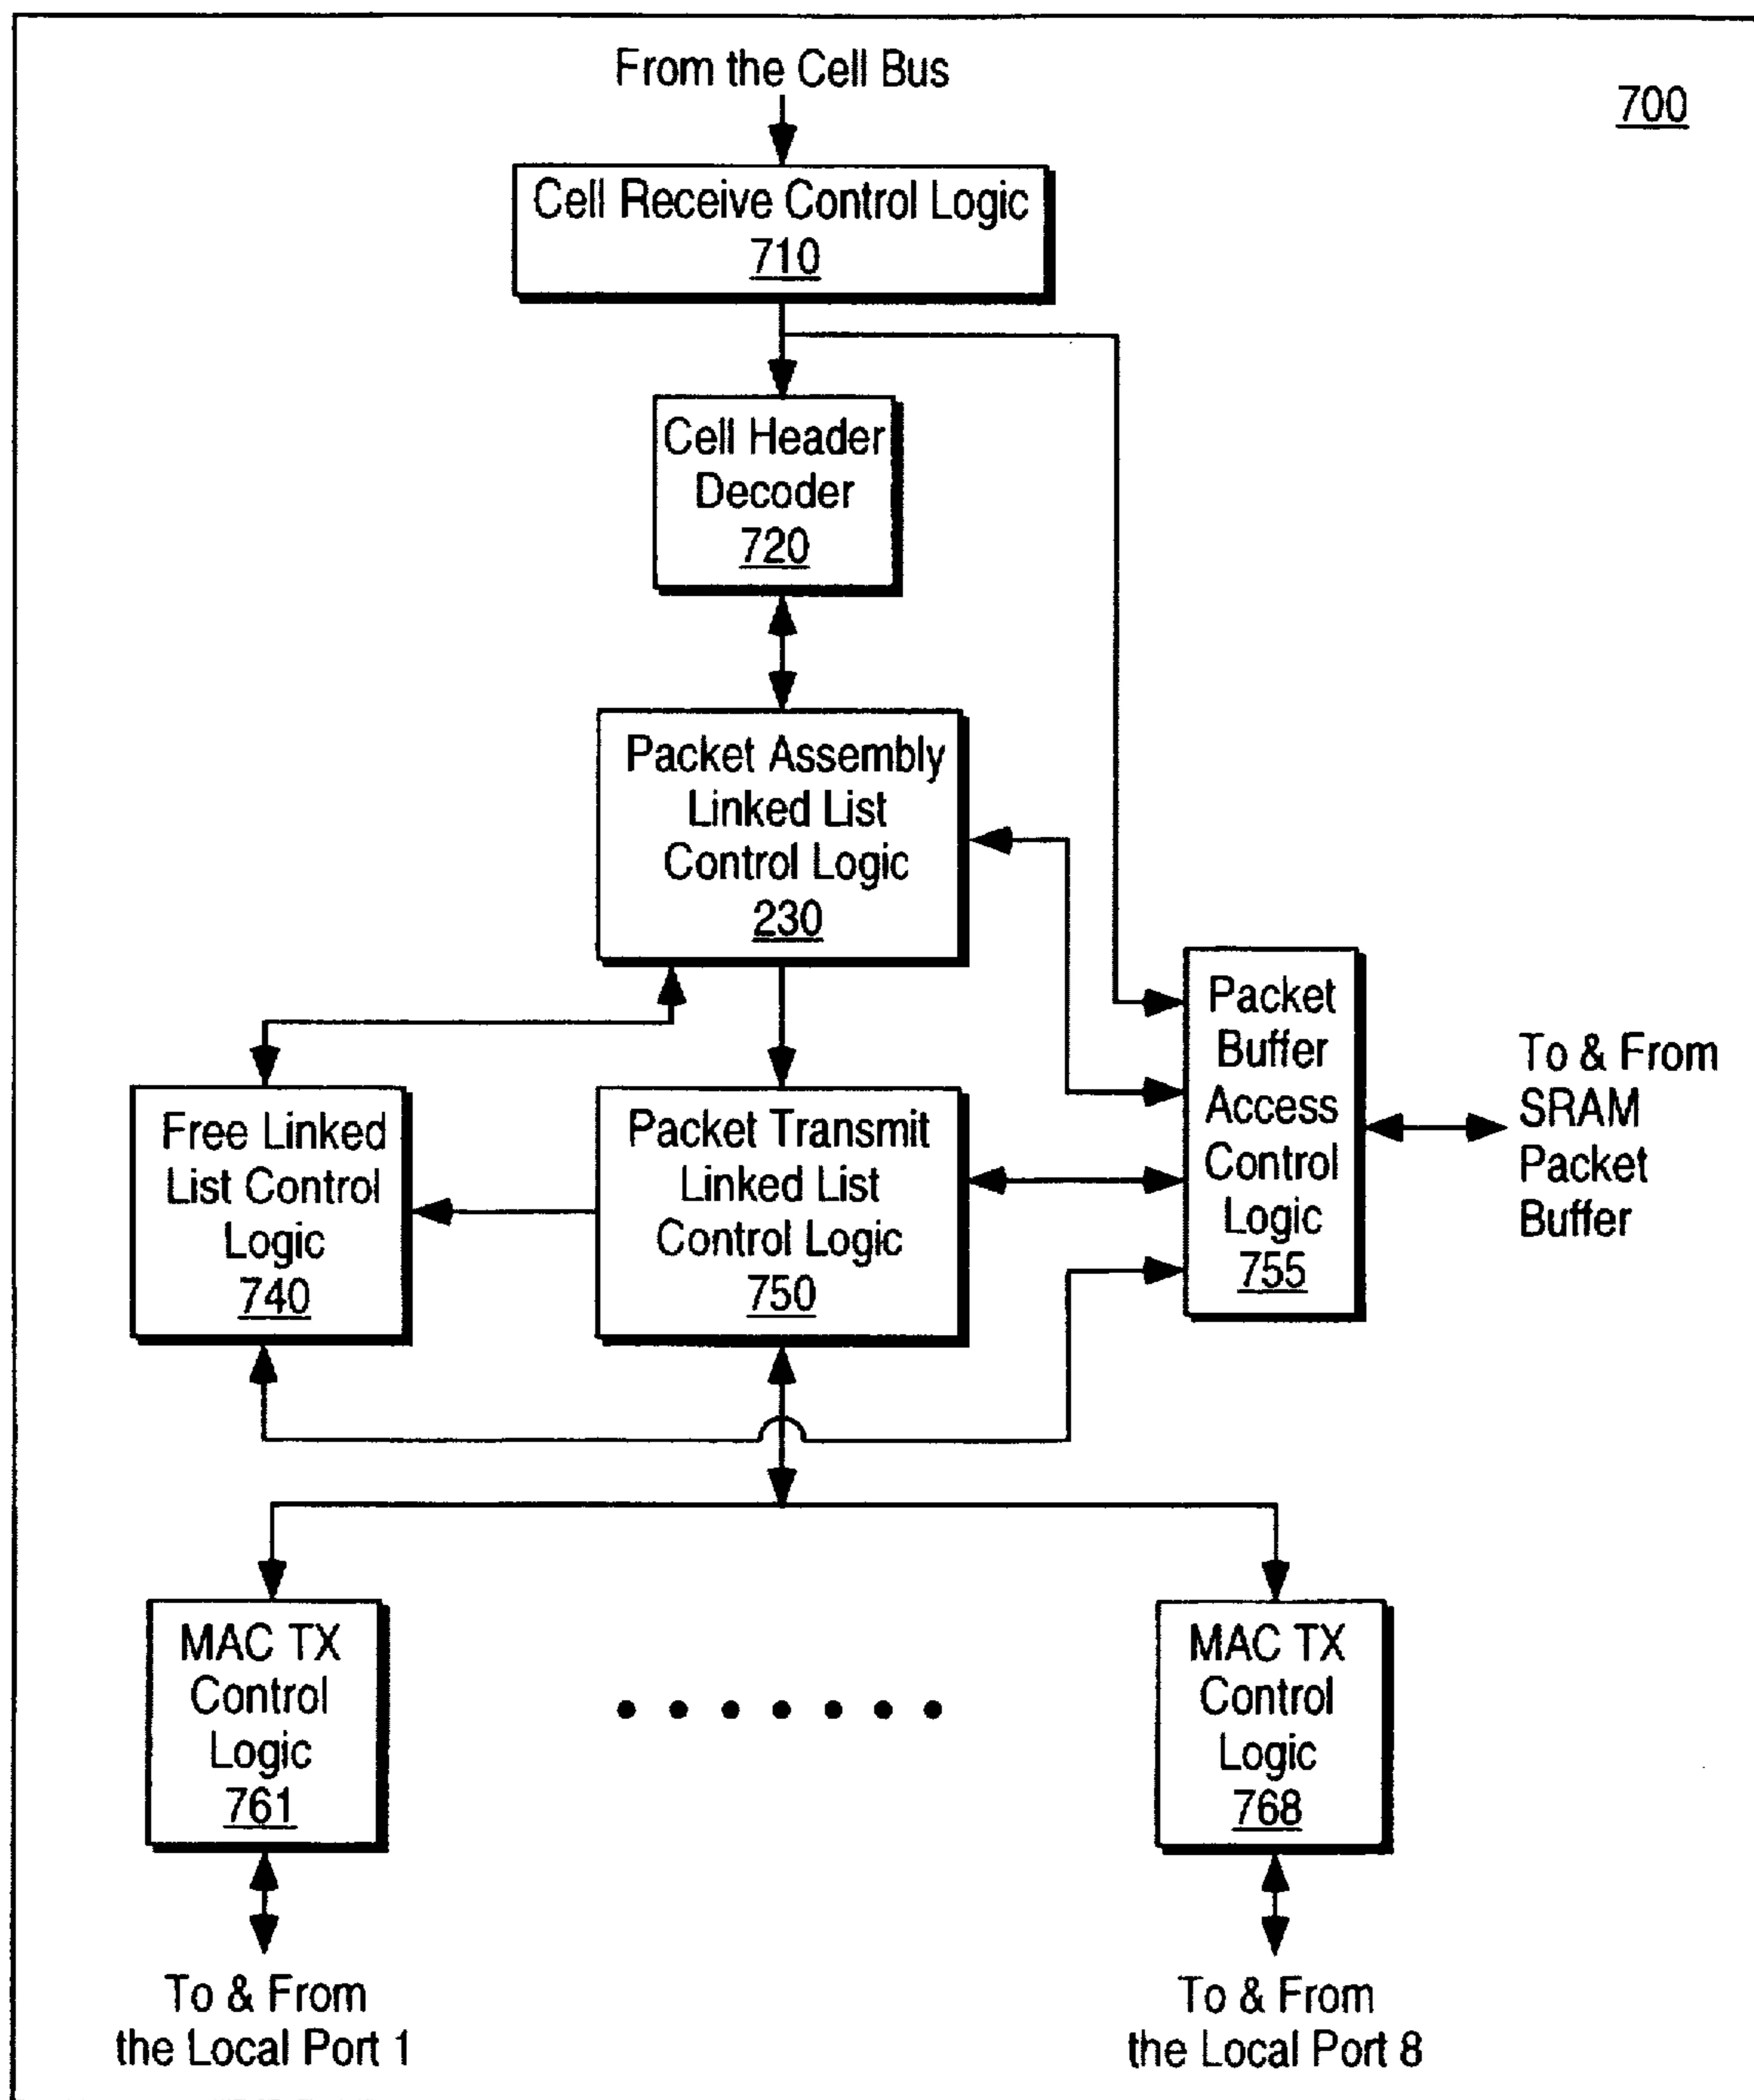 From the Cell Bus
700
Cell Receive Control Logic
710
Cell Header
Decoder
720
Packet Assembly
Linked List
Control Logic
230
Packet
Buffer
Access
Control
Logic
755
To & From
SRAM
Packet
Buffer
Free Linked
List Control
Logic
740
Packet Transmit
Linked List
Control Logic
750
MAC TX
Control
Logic
761
MAC TX
Control
Logic
768
To & From
the Local Port 1
To & From
the Local Port 8